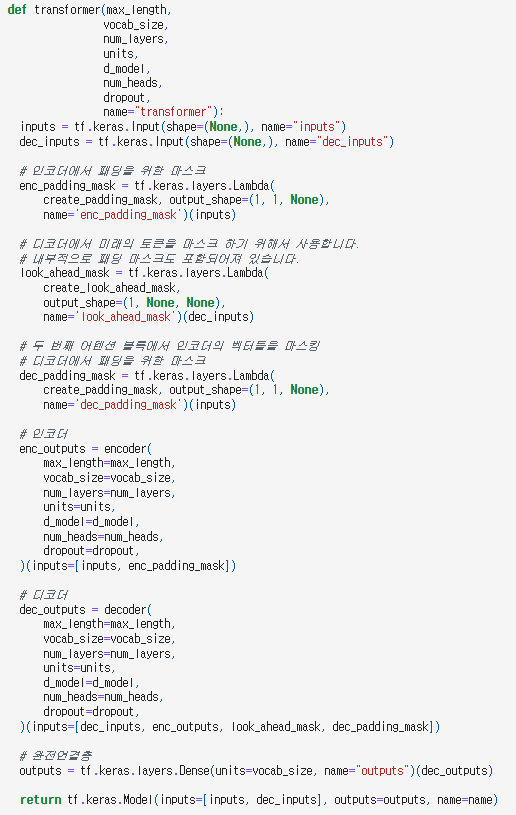 def transformer(max_length,
                vocab_size,
                num_layers,
                units,
                d_model,
                num_heads,
                dropout,
                name="transformer"):
  inputs = tf.keras.Input(shape=(None,), name="inputs")
  dec_inputs = tf.keras.Input(shape=(None,), name="dec_inputs")

  # 인코더에서 패딩을 위한 마스크
  enc_padding_mask = tf.keras.layers.Lambda(
      create_padding_mask, output_shape=(1, 1, None),
      name='enc_padding_mask')(inputs)

  # 디코더에서 미래의 토큰을 마스크 하기 위해서 사용합니다.
  # 내부적으로 패딩 마스크도 포함되어져 있습니다.
  look_ahead_mask = tf.keras.layers.Lambda(
      create_look_ahead_mask,
      output_shape=(1, None, None),
      name='look_ahead_mask')(dec_inputs)

  # 두 번째 어텐션 블록에서 인코더의 벡터들을 마스킹
  # 디코더에서 패딩을 위한 마스크
  dec_padding_mask = tf.keras.layers.Lambda(
      create_padding_mask, output_shape=(1, 1, None),
      name='dec_padding_mask')(inputs)

  # 인코더
  enc_outputs = encoder(
      max_length=max_length,
      vocab_size=vocab_size,
      num_layers=num_layers,
      units=units,
      d_model=d_model,
      num_heads=num_heads,
      dropout=dropout,
  )(inputs=[inputs, enc_padding_mask])

  # 디코더
  dec_outputs = decoder(
      max_length=max_length,
      vocab_size=vocab_size,
      num_layers=num_layers,
      units=units,
      d_model=d_model,
      num_heads=num_heads,
      dropout=dropout,
  )(inputs=[dec_inputs, enc_outputs, look_ahead_mask, dec_padding_mask])

  # 완전연결층
  outputs = tf.keras.layers.Dense(units=vocab_size, name="outputs")(dec_outputs)

  return tf.keras.Model(inputs=[inputs, dec_inputs], outputs=outputs, name=name)